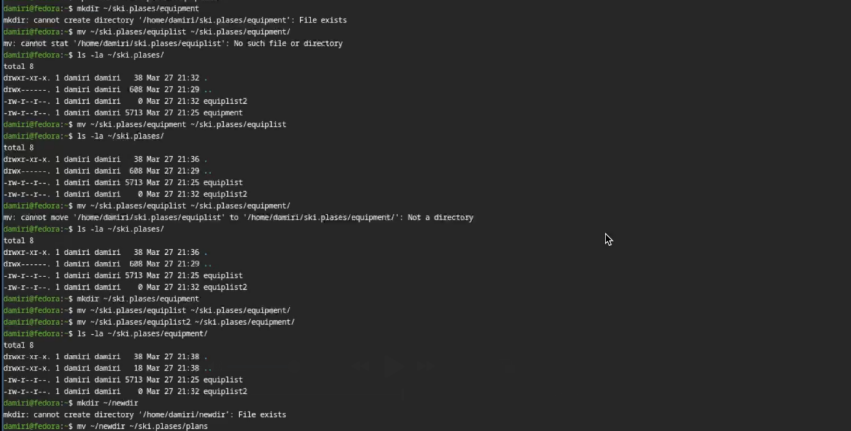 damiri@fedora:~$ mkdir ~/ski.plases/equipment
mkdir: cannot create directory '/home/damiri/ski.plases/equipment': File exists
damiri@fedora:~$ mv ~/ski.plases/equiplist ~/ski.plases/equipment/
mv: cannot stat '/home/damiri/ski.plases/equiplist': No such file or directory
damiri@fedora:~$ ls -la ~/ski.plases/
total 8
drwxr-xr-x. 1 damiri damiri   38 Mar 27 21:32 .
drwx------. 1 damiri damiri  608 Mar 27 21:29 ..
-rw-r--r--. 1 damiri damiri    0 Mar 27 21:32 equiplist2
-rw-r--r--. 1 damiri damiri 5713 Mar 27 21:25 equipment
damiri@fedora:~$ mv ~/ski.plases/equipment ~/ski.plases/equiplist
damiri@fedora:~$ ls -la ~/ski.plases/
total 8
drwxr-xr-x. 1 damiri damiri   38 Mar 27 21:36 .
drwx------. 1 damiri damiri  608 Mar 27 21:29 ..
-rw-r--r--. 1 damiri damiri 5713 Mar 27 21:25 equiplist
-rw-r--r--. 1 damiri damiri    0 Mar 27 21:32 equiplist2
damiri@fedora:~$ mv ~/ski.plases/equiplist ~/ski.plases/equipment/
mv: cannot move '/home/damiri/ski.plases/equiplist' to '/home/damiri/ski.plases/equipment/': Not a directory
damiri@fedora:~$ ls -la ~/ski.plases/
total 8
drwxr-xr-x. 1 damiri damiri   38 Mar 27 21:36 .
drwx------. 1 damiri damiri  608 Mar 27 21:29 ..
-rw-r--r--. 1 damiri damiri 5713 Mar 27 21:25 equiplist
-rw-r--r--. 1 damiri damiri    0 Mar 27 21:32 equiplist2
damiri@fedora:~$ mkdir ~/ski.plases/equipment
damiri@fedora:~$ mv ~/ski.plases/equiplist ~/ski.plases/equipment/
damiri@fedora:~$ mv ~/ski.plases/equiplist2 ~/ski.plases/equipment/
damiri@fedora:~$ ls -la ~/ski.plases/equipment/
total 8
drwxr-xr-x. 1 damiri damiri   38 Mar 27 21:38 .
drwxr-xr-x. 1 damiri damiri   18 Mar 27 21:38 ..
-rw-r--r--. 1 damiri damiri 5713 Mar 27 21:25 equiplist
-rw-r--r--. 1 damiri damiri    0 Mar 27 21:32 equiplist2
damiri@fedora:~$ mkdir ~/newdir
mkdir: cannot create directory '/home/damiri/newdir': File exists
damiri@fedora:~$ mv ~/newdir ~/ski.plases/plans